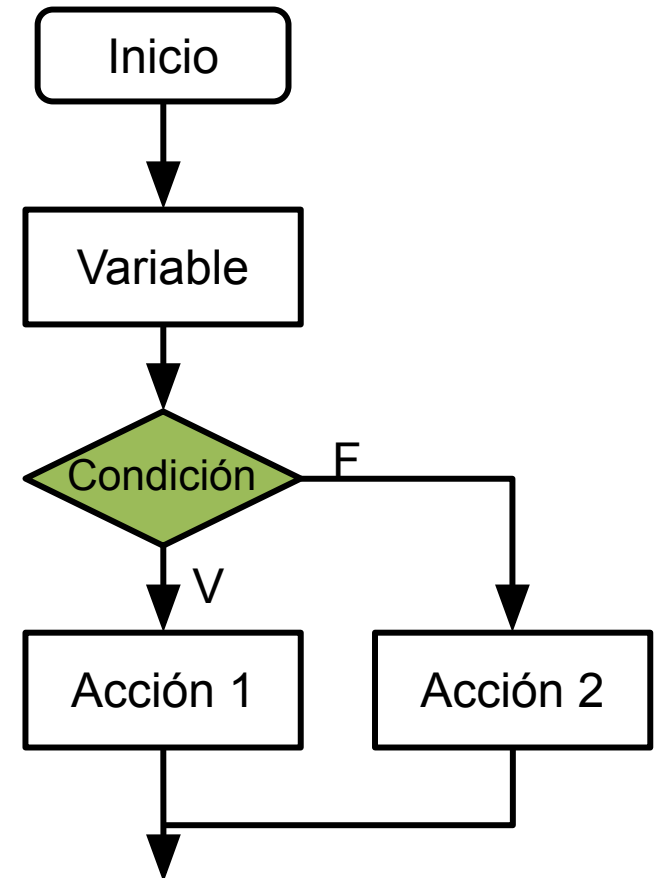 Inicio
Variable
Condición
F
V
Acción 1
Acción 2